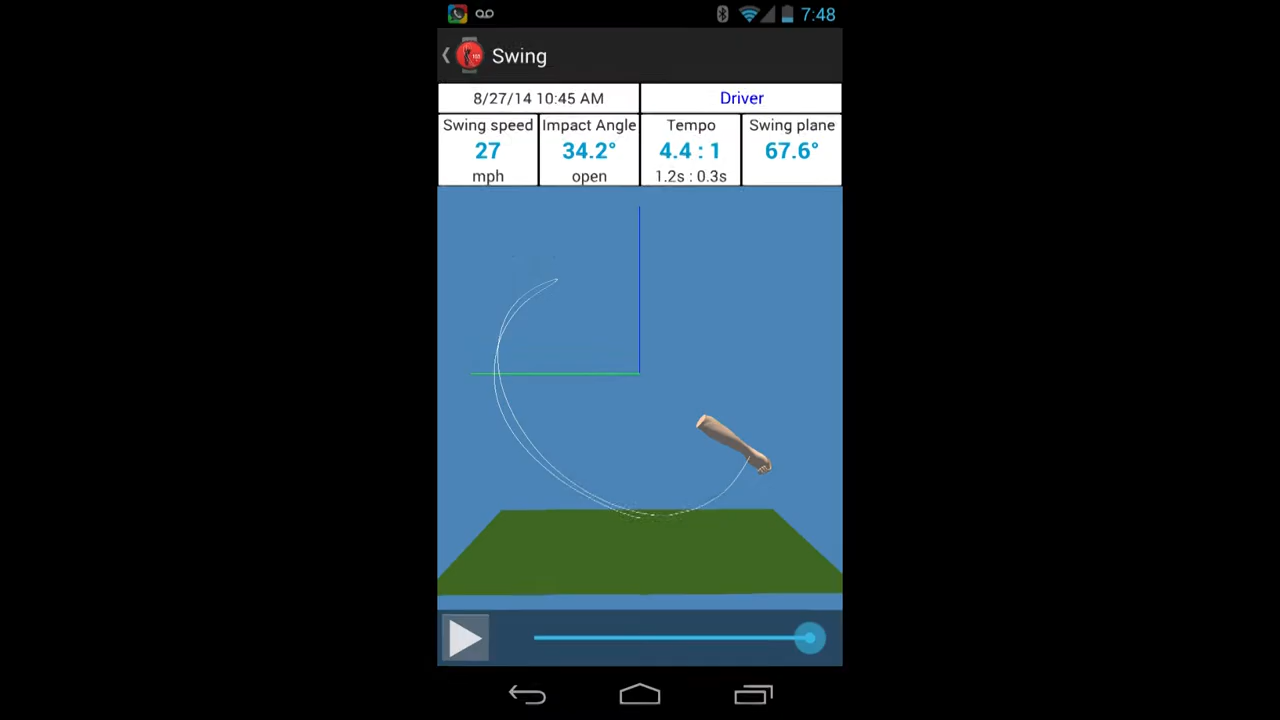 7:48
Swing
8/27/14 10:45 AM
Driver
Swing speed
27
mph
Impact Angle
34.2°
open
Tempo
4.4 : 1
1.2s : 0.3s
Swing plane
67.6°